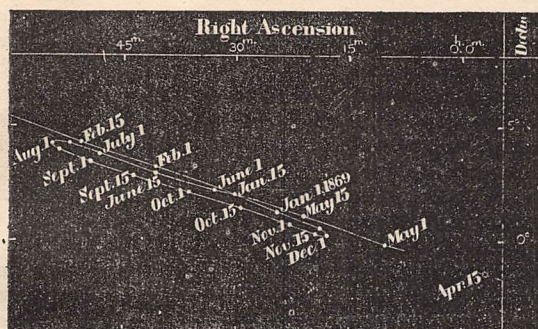 Right Ascension
45m. 30m. 15m. 0h. 0m.
Declin
5°
Aug 1 Feb. 15
July 1
Sept. 1
Feb. 1
Sept. 15
June 15
June 1
Oct. 1
Jan. 15
Oct. 15
Jan 1, 1869
May 15
Nov. 1
Nov. 15
Dec. 1
May 1
0°
Apr. 15